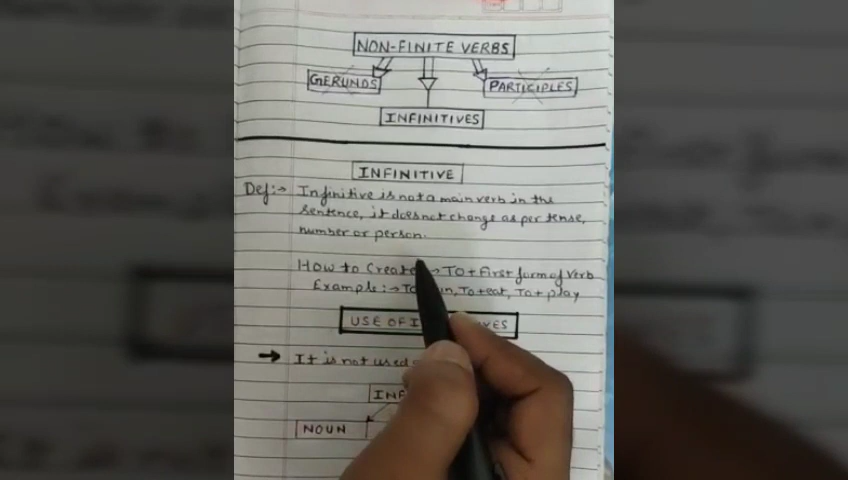 NON-FINITE VERBS
GERUNDS
PARTICIPLES
INFINITIVES
INFINITIVE
Def:→ Infinitive is not a main verb in the
sentence, it does not change as per tense,
number or person.
How to Create → TO + first form of verb
Example:→ To, To + eat, To + play
USE OF
➔ It is not used
NOUN